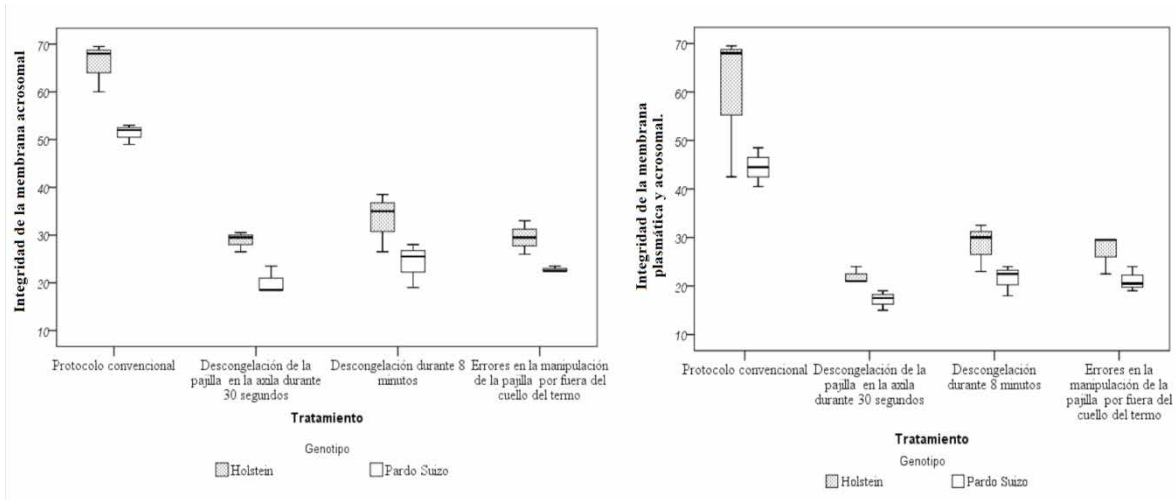 Integridad de la membrana acrosomal
70
60
50
40
30
20
10
Protocolo convencional
Descongelación de la
pajilla en la axila durante
30 segundos
Descongelación durante 8
minutos
Errores en la manipulación
de la papilla por fuera del
cuello del termo
Tratamiento
Genotipo
Holstein
Pardo Suizo
Integridad de la membrana
plasmática y acrosomal.
70
60
50
40
30
20
10
Protocolo convencional
Descongelación de la
pajilla en la axila
durante 30 segundos
Descongelación
durante 8 minutos
Errores en la
manipulación de la
pajilla por fuera del
cuello del termo
Tratamiento
Genotipo
Holstein
Pardo Suizo